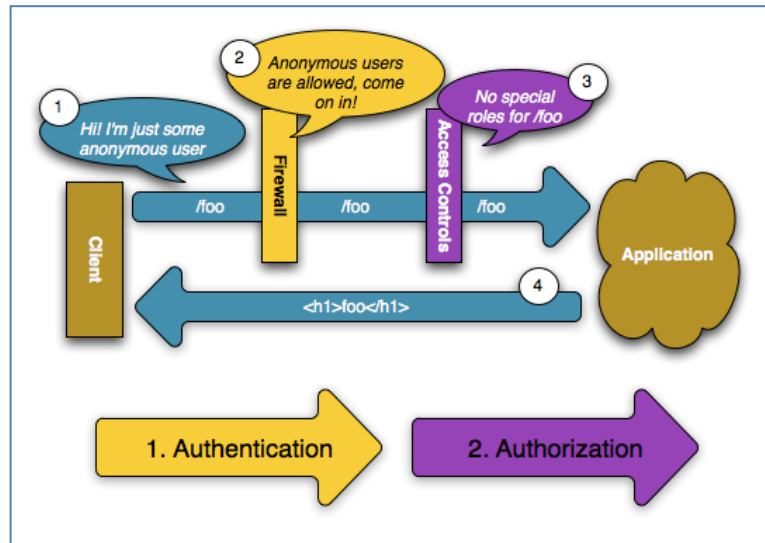 1
Hi! I'm just some
anonymous user
2
Anonymous users
are allowed, come
on in!
3
No special
roles for /foo
Client
/foo
Firewall
/foo
Access Controls
/foo
Application
4
<h1>foo</h1>
1. Authentication
2. Authorization